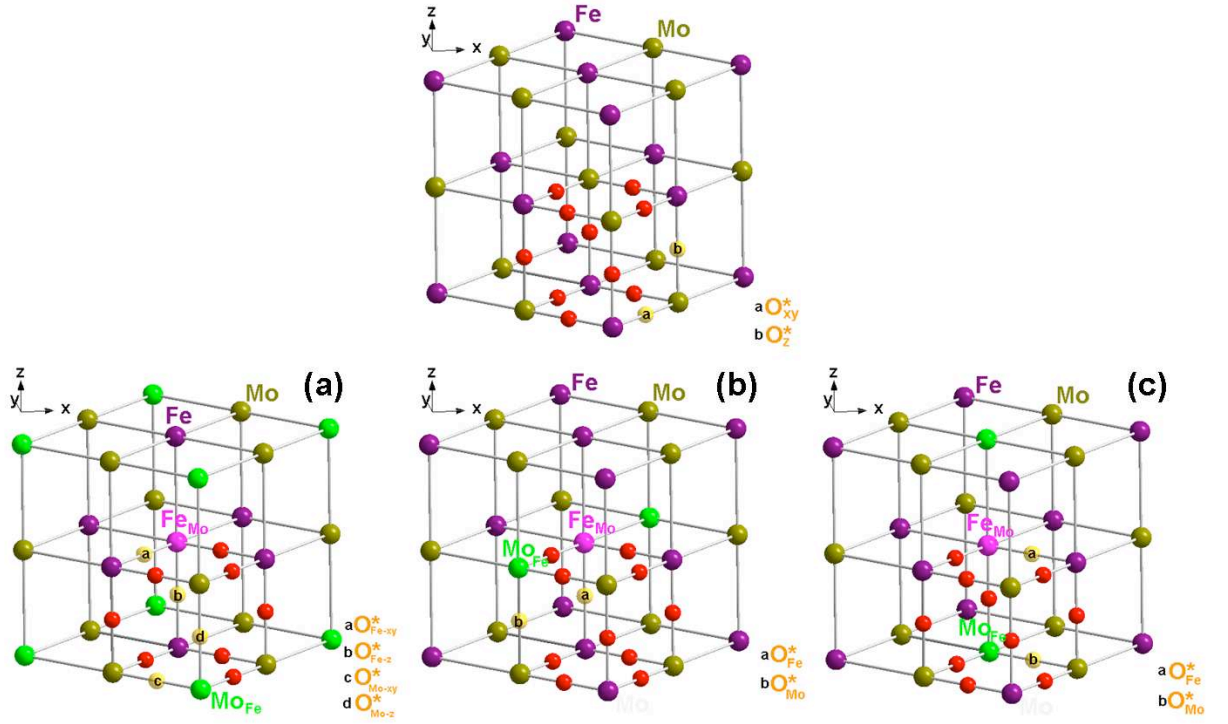 z
y
x
Fe
Mo
b
a
a O*xy
b O*z
z
y
x
(a)
Fe
Mo
FeMo
a
b
d
c
MoFe
a O*Fe-xy
b O*Fe-z
c O*Mo-xy
d O*Mo-z
z
y
x
(b)
Fe
Mo
FeMo
MoFe
a
b
Mo
a O*Fe
b O*Mo
z
y
x
(c)
Fe
Mo
FeMo
a
MoFe
b
Mo
a O*Fe
b O*Mo